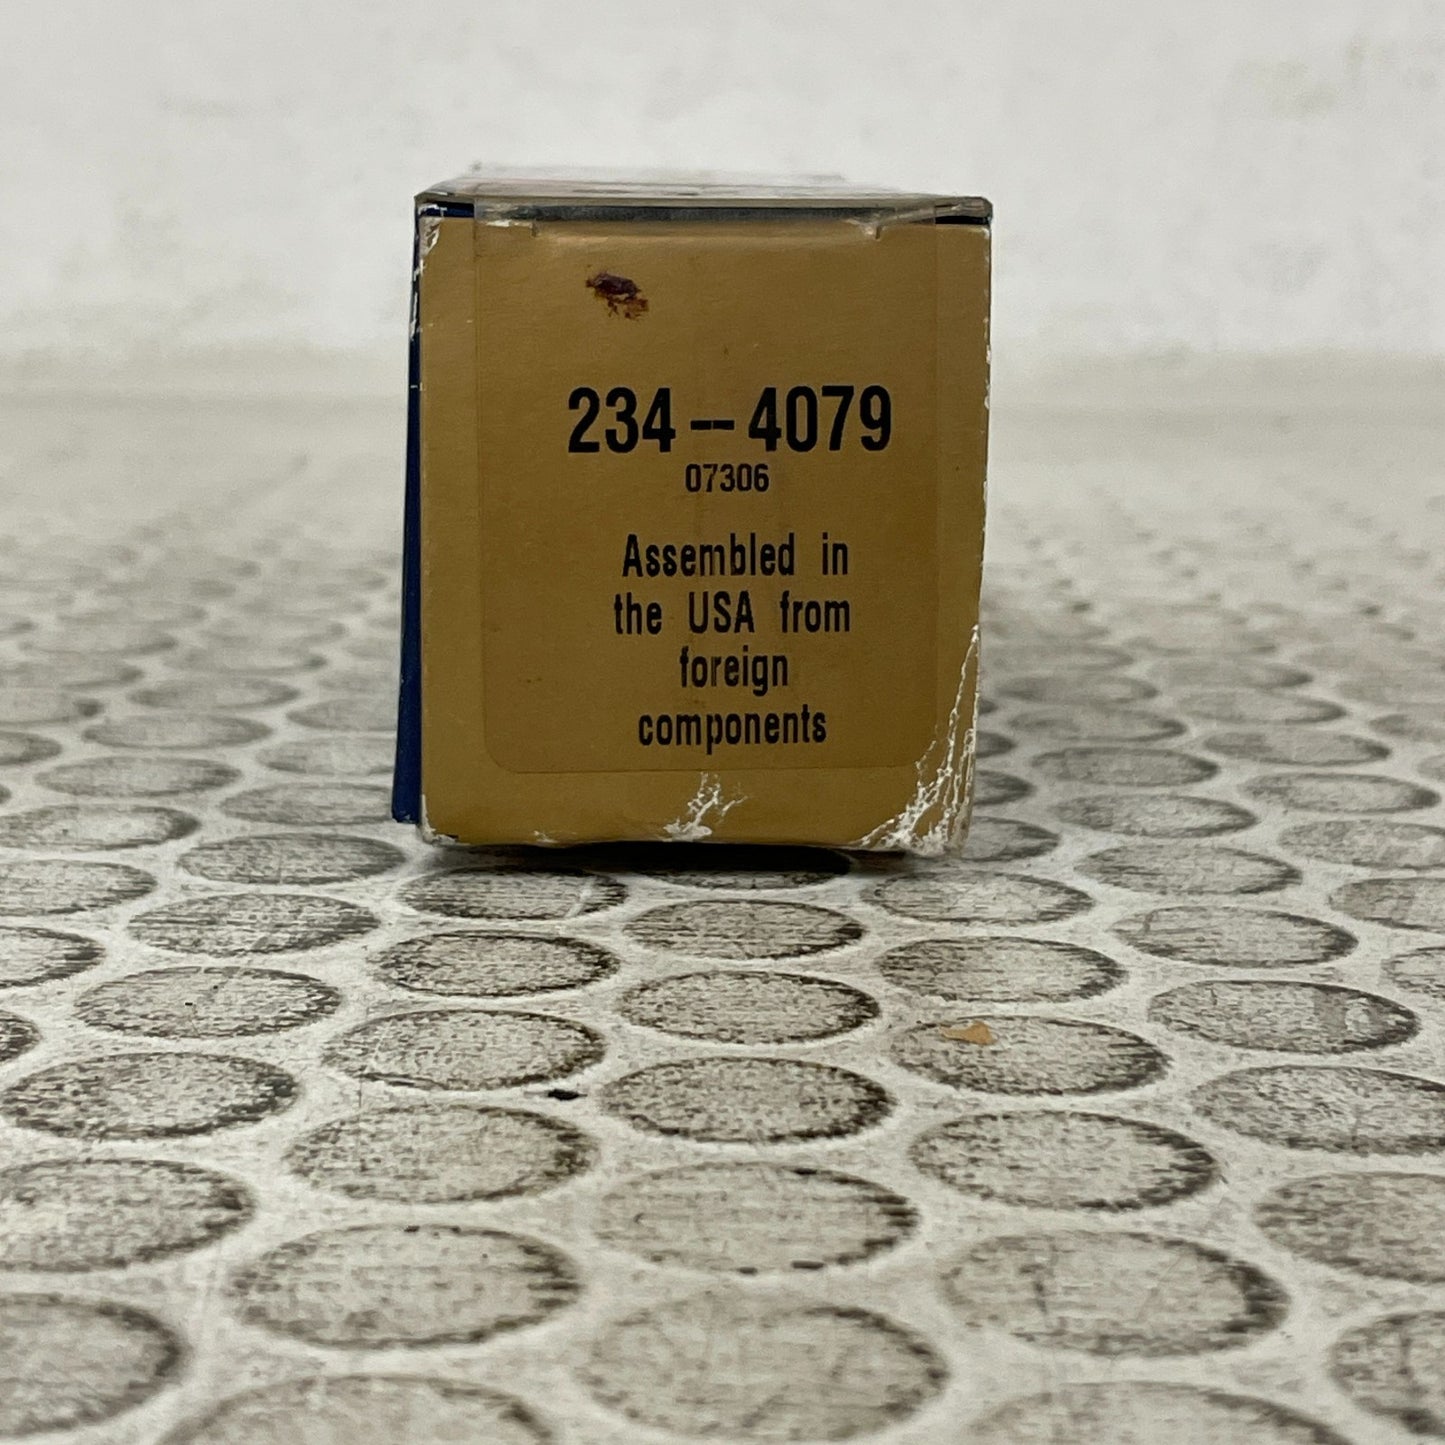 234--4079
07306
Assembled in
the USA from
foreign
components